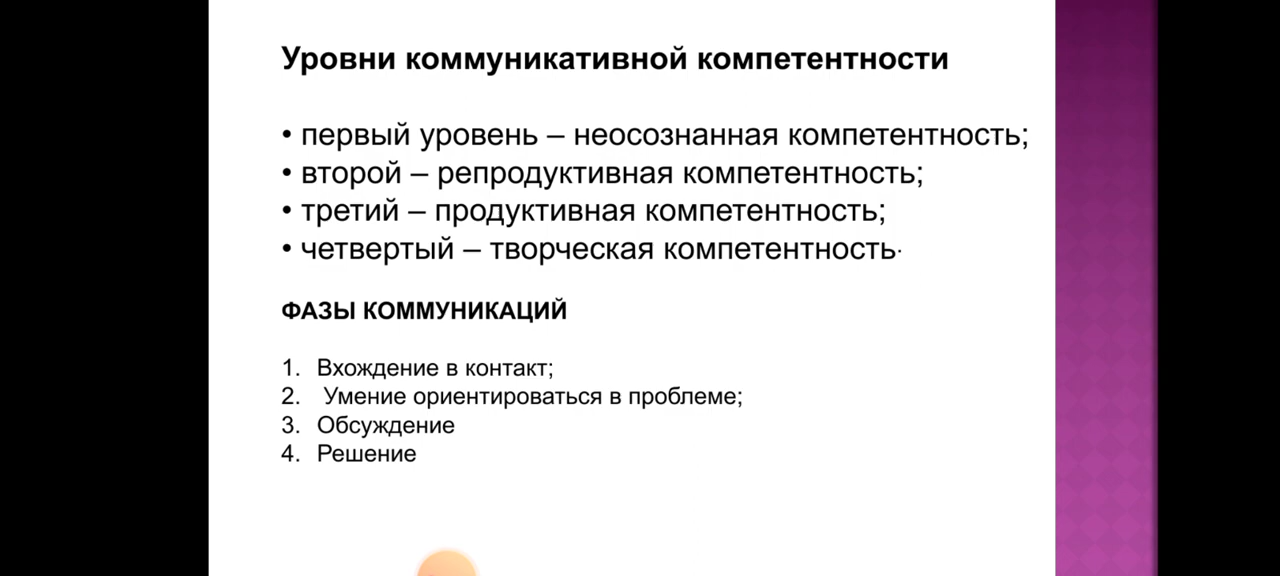 Уровни коммуникативной компетентности
• первый уровень – неосознанная компетентность;
• второй – репродуктивная компетентность;
• третий – продуктивная компетентность;
• четвертый – творческая компетентность.
ФАЗЫ КОММУНИКАЦИЙ
1. Вхождение в контакт;
2. Умение ориентироваться в проблеме;
3. Обсуждение
4. Решение